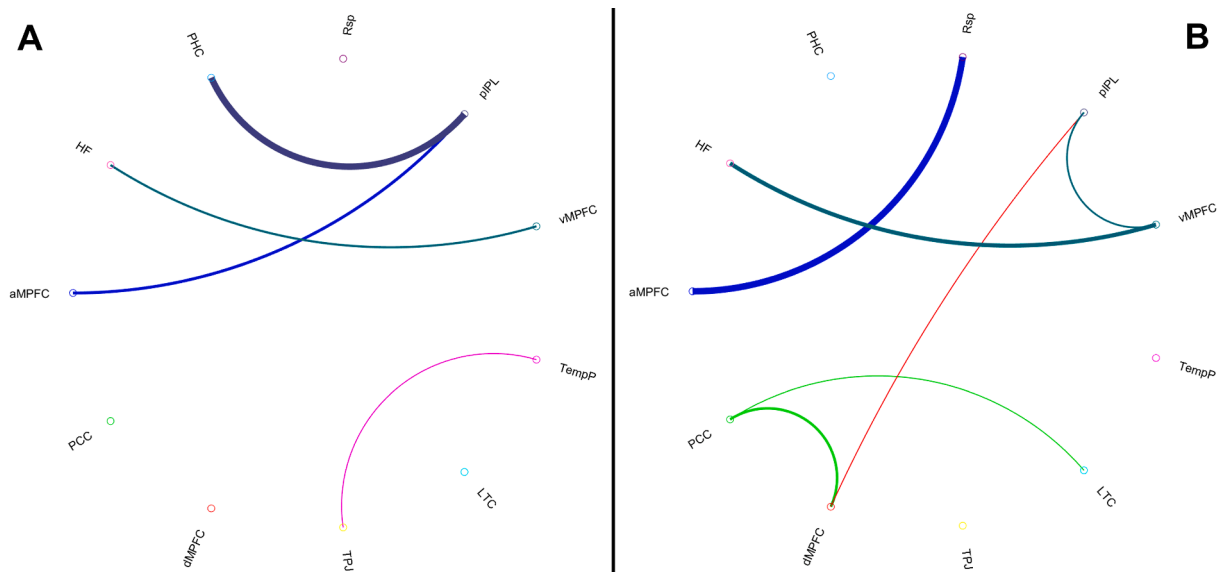 A
Rsp
PHC
pIPL
HF
vMPFC
aMPFC
TempP
PCC
LTC
dMPFC
TPJ
B
Rsp
PHC
pIPL
HF
vMPFC
aMPFC
TempP
PCC
LTC
dMPFC
TPJ